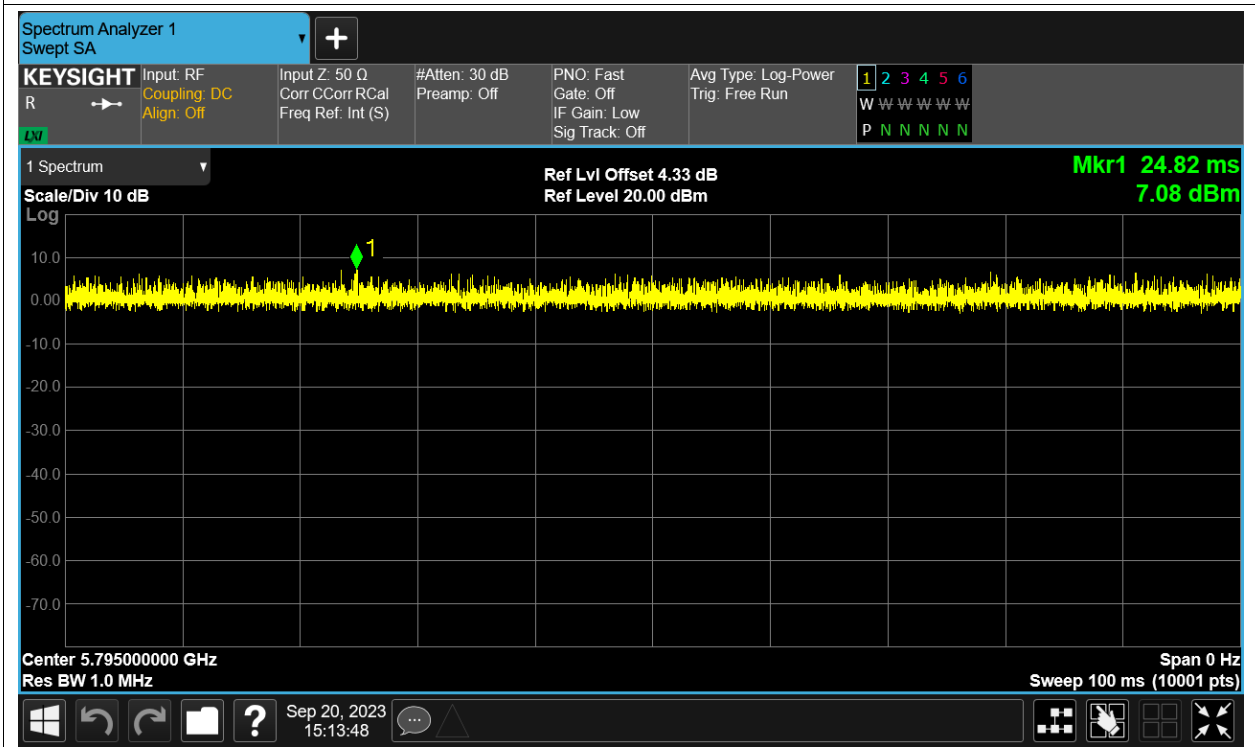 Spectrum Analyzer 1
Swept SA
KEYSIGHT
R
LXI
Input: RF
Coupling: DC
Align: Off
Input Z: 50 Ω
Corr CCorr RCal
Freq Ref: Int (S)
#Atten: 30 dB
Preamp: Off
PNO: Fast
Gate: Off
IF Gain: Low
Sig Track: Off
Avg Type: Log-Power
Trig: Free Run
1 2 3 4 5 6
W W W W W W
P N N N N N
1 Spectrum
Scale/Div 10 dB
Ref Lvl Offset 4.33 dB
Ref Level 20.00 dBm
Mkr1 24.82 ms
7.08 dBm
Log
1
10.0
0.00
-10.0
-20.0
-30.0
-40.0
-50.0
-60.0
-70.0
Center 5.795000000 GHz
Res BW 1.0 MHz
Span 0 Hz
Sweep 100 ms (10001 pts)
?
Sep 20, 2023
15:13:48